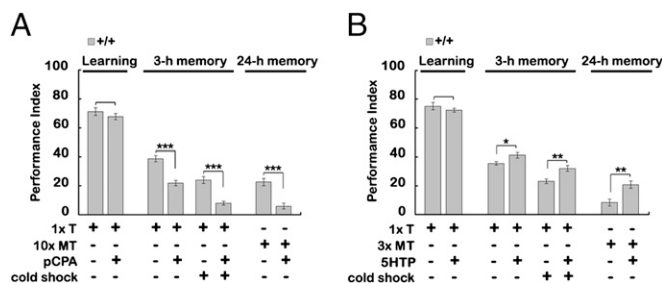 A
+/+
Learning 3-h memory 24-h memory
Performance Index
100
80
60
40
20
0
*** *** ***
1x T + + + + + + - -
10x MT - - - - - - + +
pCPA - + - + - + - +
cold shock - - - - + + - -
B
+/+
Learning 3-h memory 24-h memory
Performance Index
100
80
60
40
20
0
* ** **
1x T + + + + + + - -
3x MT - - - - - - + +
5HTP - + - + - + - +
cold shock - - - - + + - -